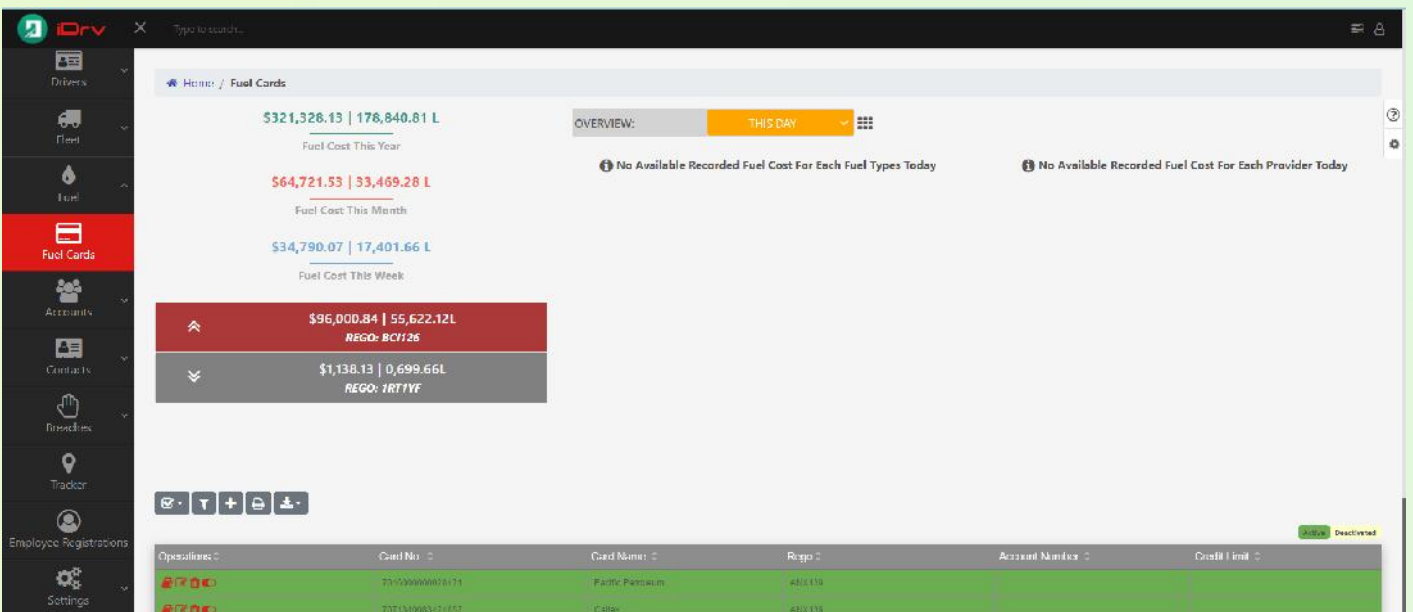 iDrv
Type to search...
Drivers
Fleet
Fuel
Fuel Cards
Accounts
Contacts
Breaches
Tracker
Employee Registrations
Settings
Home / Fuel Cards
$321,328.13 | 178,840.81 L
Fuel Cost This Year
$64,721.53 | 33,469.28 L
Fuel Cost This Month
$34,790.07 | 17,401.66 L
Fuel Cost This Week
$96,000.84 | 55,622.12L
REGO: BCI126
$1,138.13 | 0,699.66L
REGO: 1RT1YF
OVERVIEW: THIS DAY
No Available Recorded Fuel Cost For Each Fuel Types Today
No Available Recorded Fuel Cost For Each Provider Today
Active Deactivated
Operations Card No. Card Name Rego Account Number Credit Limit
Pacific Petroleum
Caltex